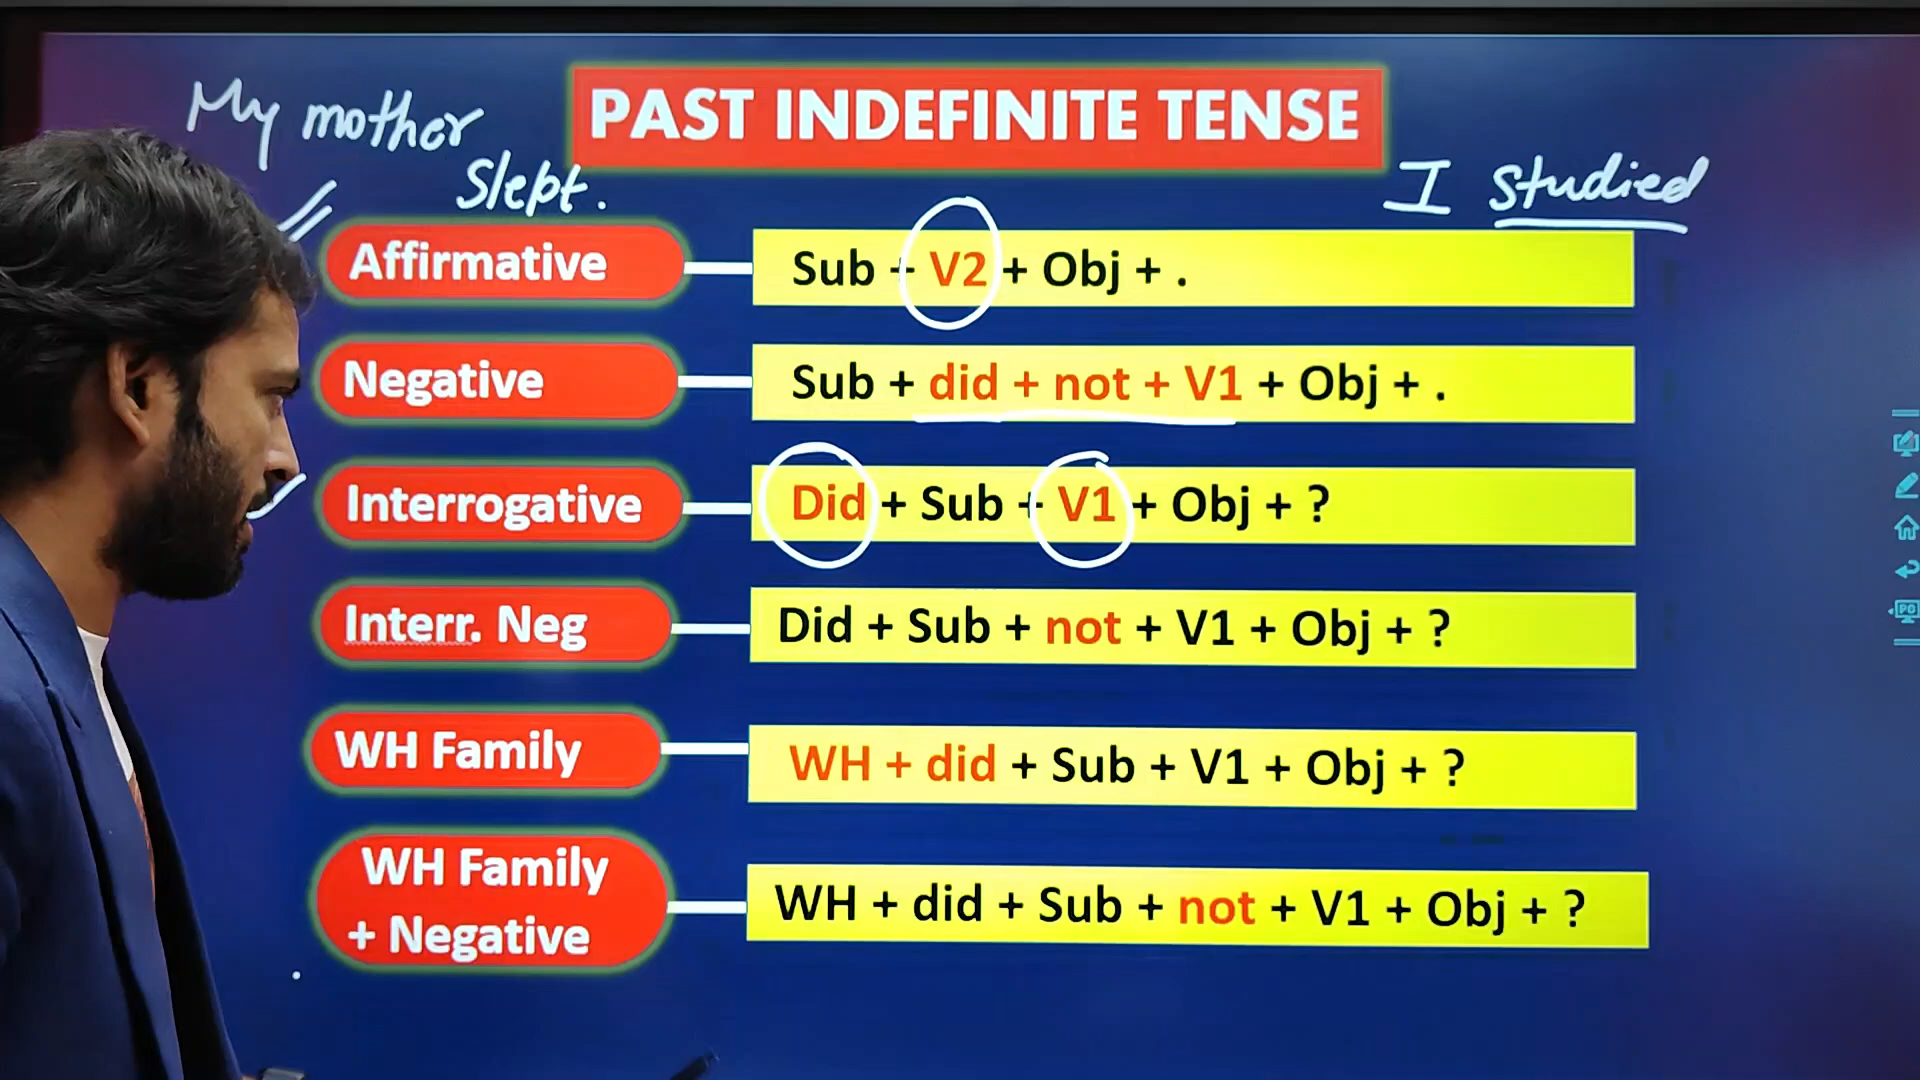 PAST INDEFINITE TENSE
My mother
Slept.
I studied
Affirmative
Sub + V2 + Obj + .
Negative
Sub + did + not + V1 + Obj + .
Interrogative
Did + Sub + V1 + Obj + ?
Interr. Neg
Did + Sub + not + V1 + Obj + ?
WH Family
WH + did + Sub + V1 + Obj + ?
WH Family
+ Negative
WH + did + Sub + not + V1 + Obj + ?